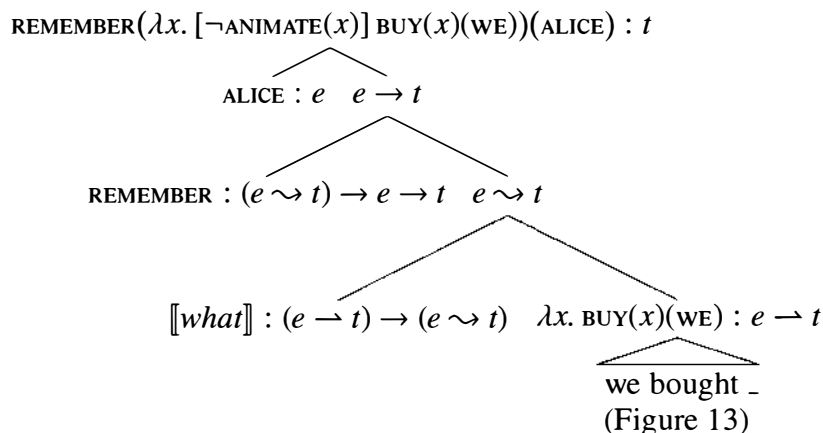 REMEMBER(λx. [¬ANIMATE(x)] BUY(x)(WE))(ALICE) : t
ALICE : e e → t
REMEMBER : (e ⇝ t) → e → t e ⇝ t
⟦what⟧ : (e ⇀ t) → (e ⇝ t) λx. BUY(x)(WE) : e ⇀ t
we bought _
(Figure 13)